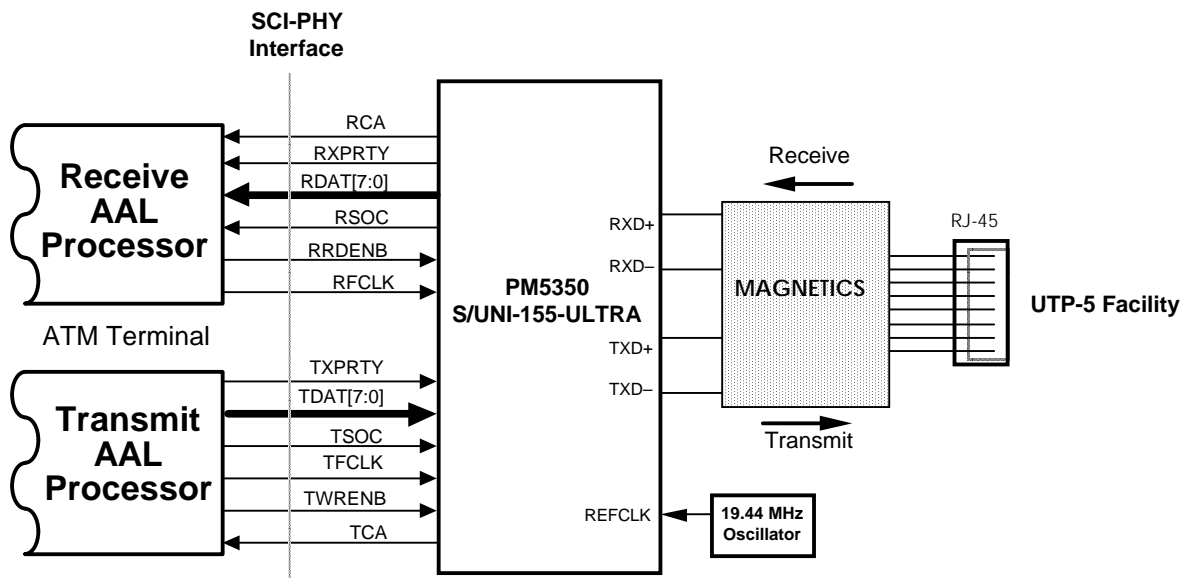 SCI-PHY
Interface
RCA
RXPRTY
RDAT[7:0]
RSOC
RRDENB
RFCLK
Receive
AAL
Processor
ATM Terminal
TXPRTY
TDAT[7:0]
TSOC
TFCLK
TWRENB
TCA
Transmit
AAL
Processor
PM5350
S/UNI-155-ULTRA
RXD+
RXD–
TXD+
TXD–
REFCLK
Receive
MAGNETICS
Transmit
19.44 MHz
Oscillator
RJ-45
UTP-5 Facility